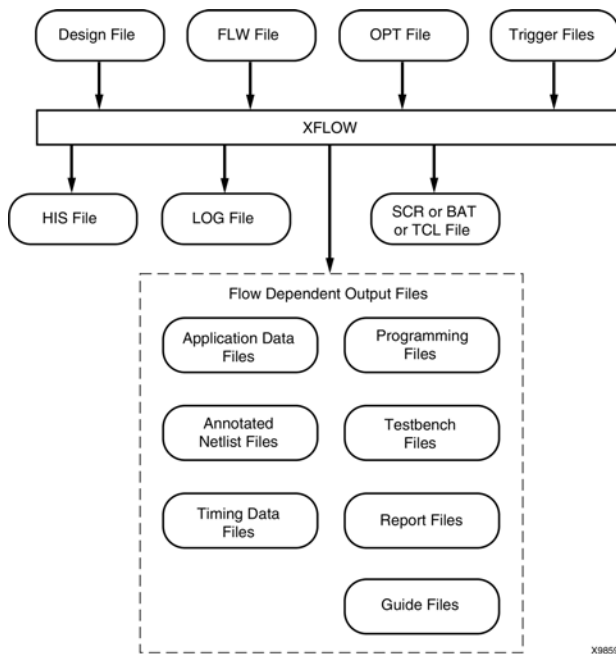 Design File
FLW File
OPT File
Trigger Files
XFLOW
HIS File
LOG File
SCR or BAT
or TCL File
Flow Dependent Output Files
Application Data
Files
Programming
Files
Annotated
Netlist Files
Testbench
Files
Timing Data
Files
Report Files
Guide Files